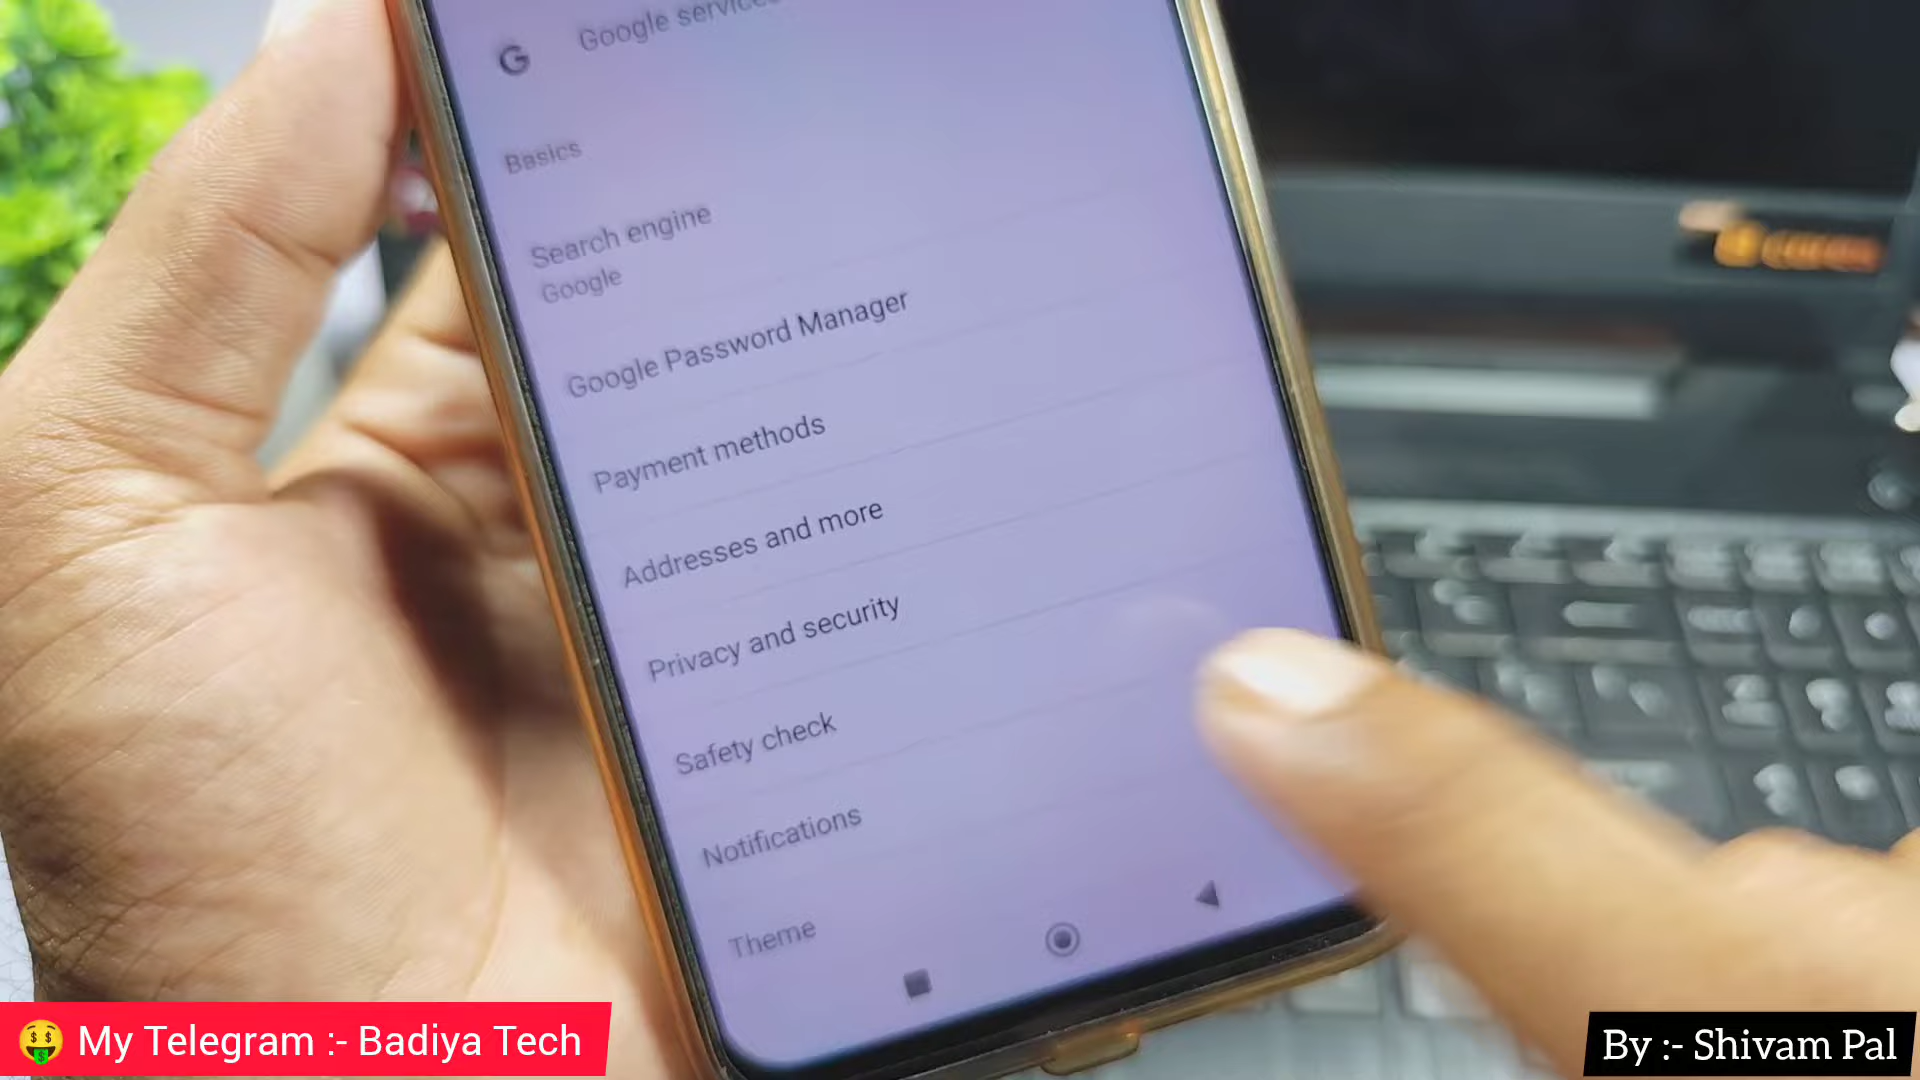 Google services
Basics
Search engine
Google
Google Password Manager
Payment methods
Addresses and more
Privacy and security
Safety check
Notifications
Theme
My Telegram :- Badiya Tech
By :- Shivam Pal